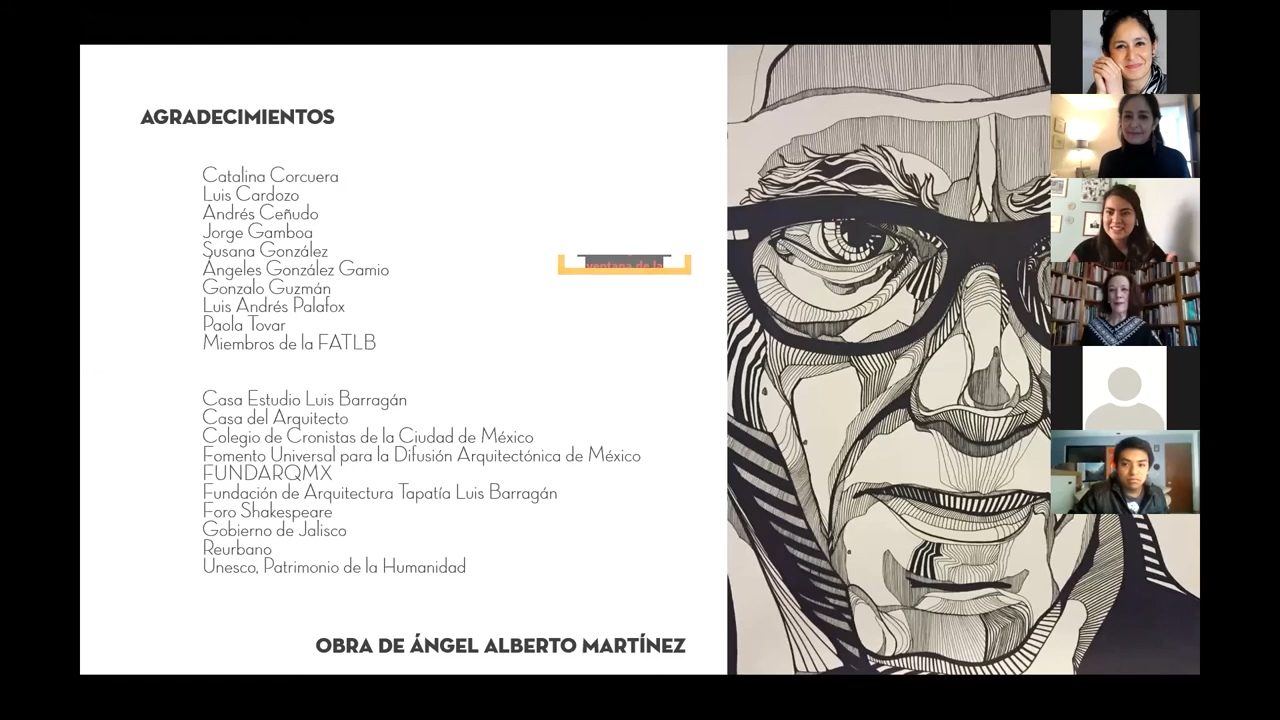 AGRADECIMIENTOS
Catalina Corcuera
Luis Cardozo
Andrés Ceñudo
Jorge Gamboa
Susana González
Ángeles González Gamio
Gonzalo Guzmán
Luis Andrés Palafox
Paola Tovar
Miembros de la FATLB
ventana de la
Casa Estudio Luis Barragán
Casa del Arquitecto
Colegio de Cronistas de la Ciudad de México
Fomento Universal para la Difusión Arquitectónica de México
FUNDARQMX
Fundación de Arquitectura Tapatía Luis Barragán
Foro Shakespeare
Gobierno de Jalisco
Reurbano
Unesco, Patrimonio de la Humanidad
OBRA DE ÁNGEL ALBERTO MARTÍNEZ